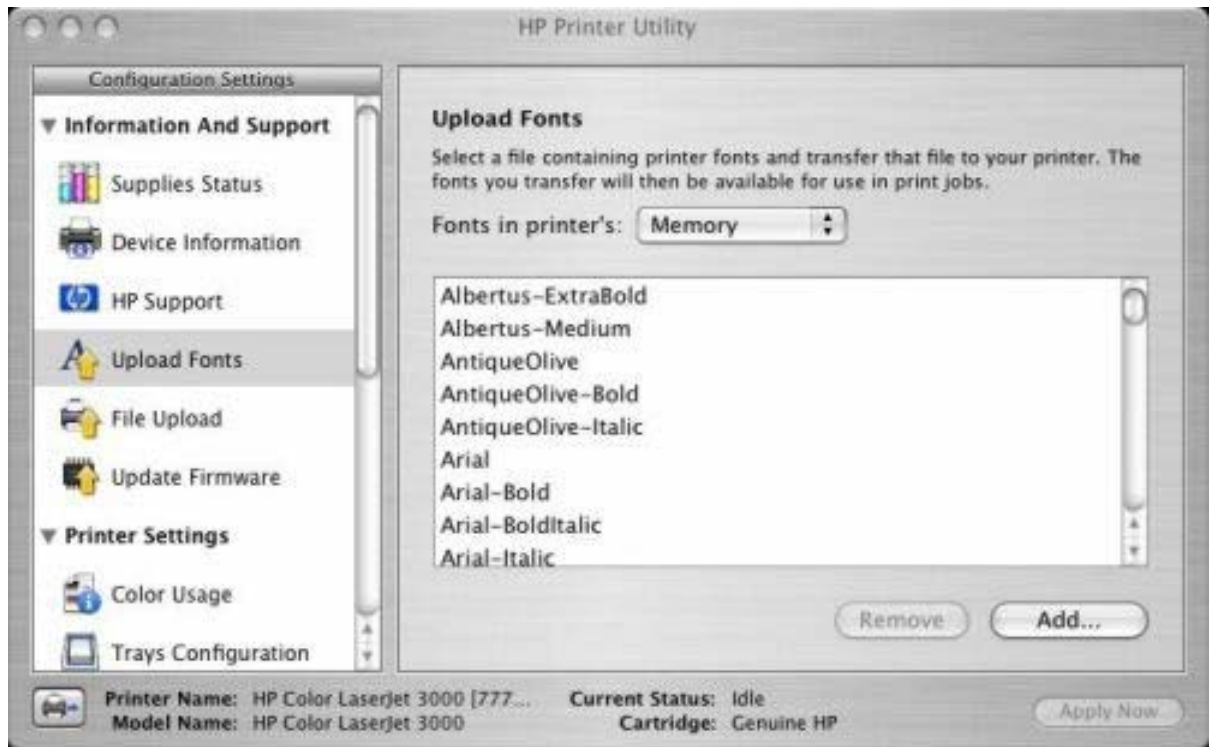 HP Printer Utility
Configuration Settings
Information And Support
Supplies Status
Device Information
HP Support
Upload Fonts
File Upload
Update Firmware
Printer Settings
Color Usage
Trays Configuration
Upload Fonts
Select a file containing printer fonts and transfer that file to your printer. The
fonts you transfer will then be available for use in print jobs.
Fonts in printer's: Memory
Albertus-ExtraBold
Albertus-Medium
AntiqueOlive
AntiqueOlive-Bold
AntiqueOlive-Italic
Arial
Arial-Bold
Arial-BoldItalic
Arial-Italic
Remove Add...
Printer Name: HP Color LaserJet 3000 [777... Current Status: Idle
Model Name: HP Color LaserJet 3000 Cartridge: Genuine HP
Apply Now